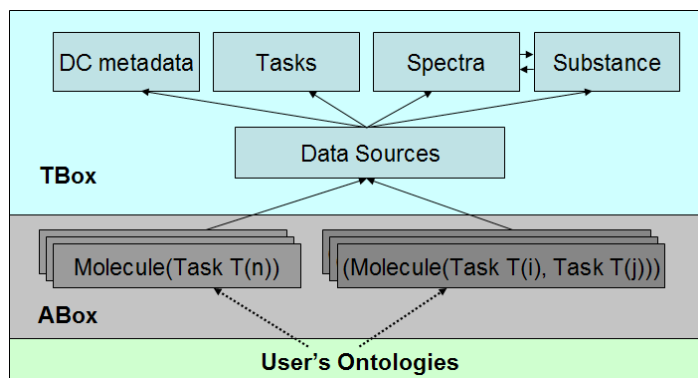 DC metadata
Tasks
Spectra
Substance
Data Sources
TBox
Molecule(Task T(n))
(Molecule(Task T(i), Task T(j)))
ABox
User's Ontologies